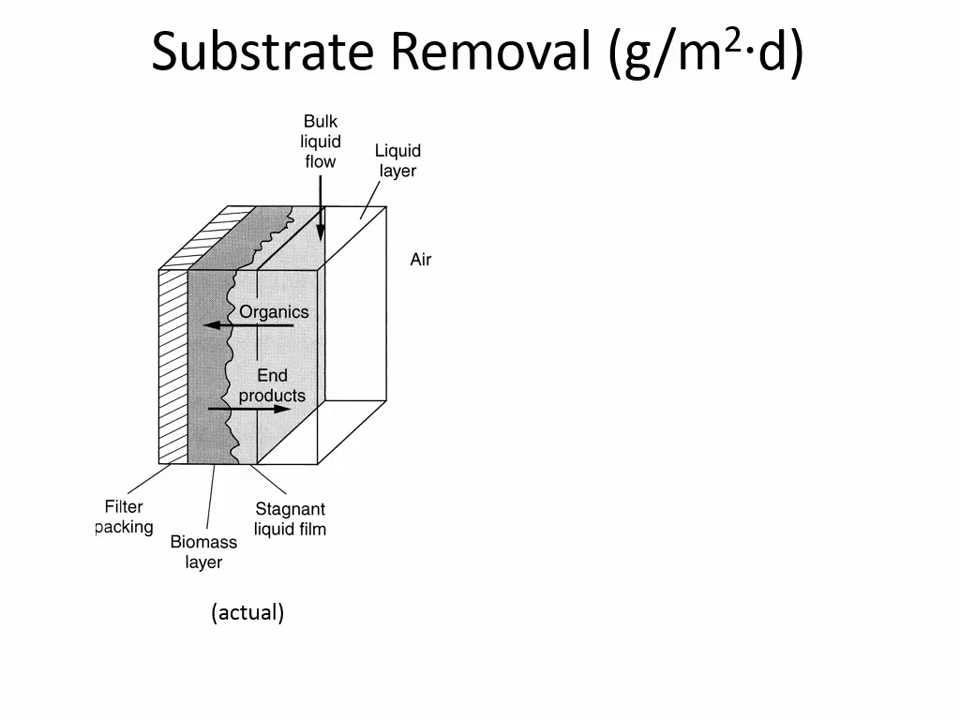 Substrate Removal (g/m²·d)
Bulk
liquid
flow
Liquid
layer
Air
Organics
End
products
Filter
packing
Biomass
layer
Stagnant
liquid film
(actual)